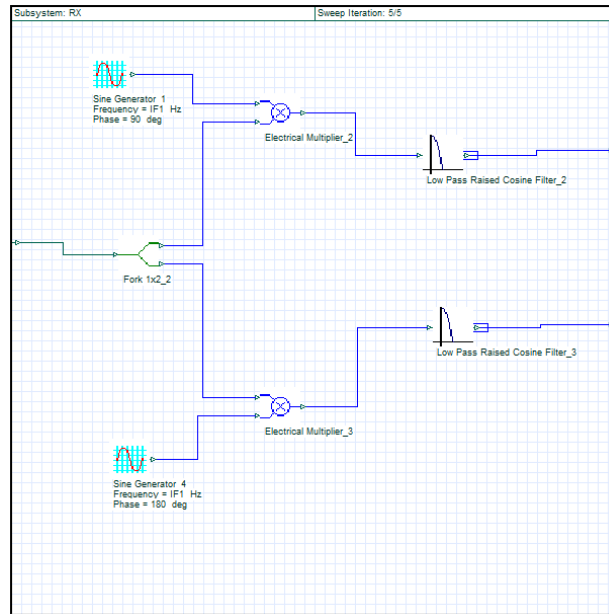 Subsystem: RX
Sweep Iteration: 5/5
Sine Generator_1
Frequency = IF1 Hz
Phase = 90 deg
Electrical Multiplier_2
Low Pass Raised Cosine Filter_2
Fork 1x2_2
Low Pass Raised Cosine Filter_3
Electrical Multiplier_3
Sine Generator_4
Frequency = IF1 Hz
Phase = 180 deg